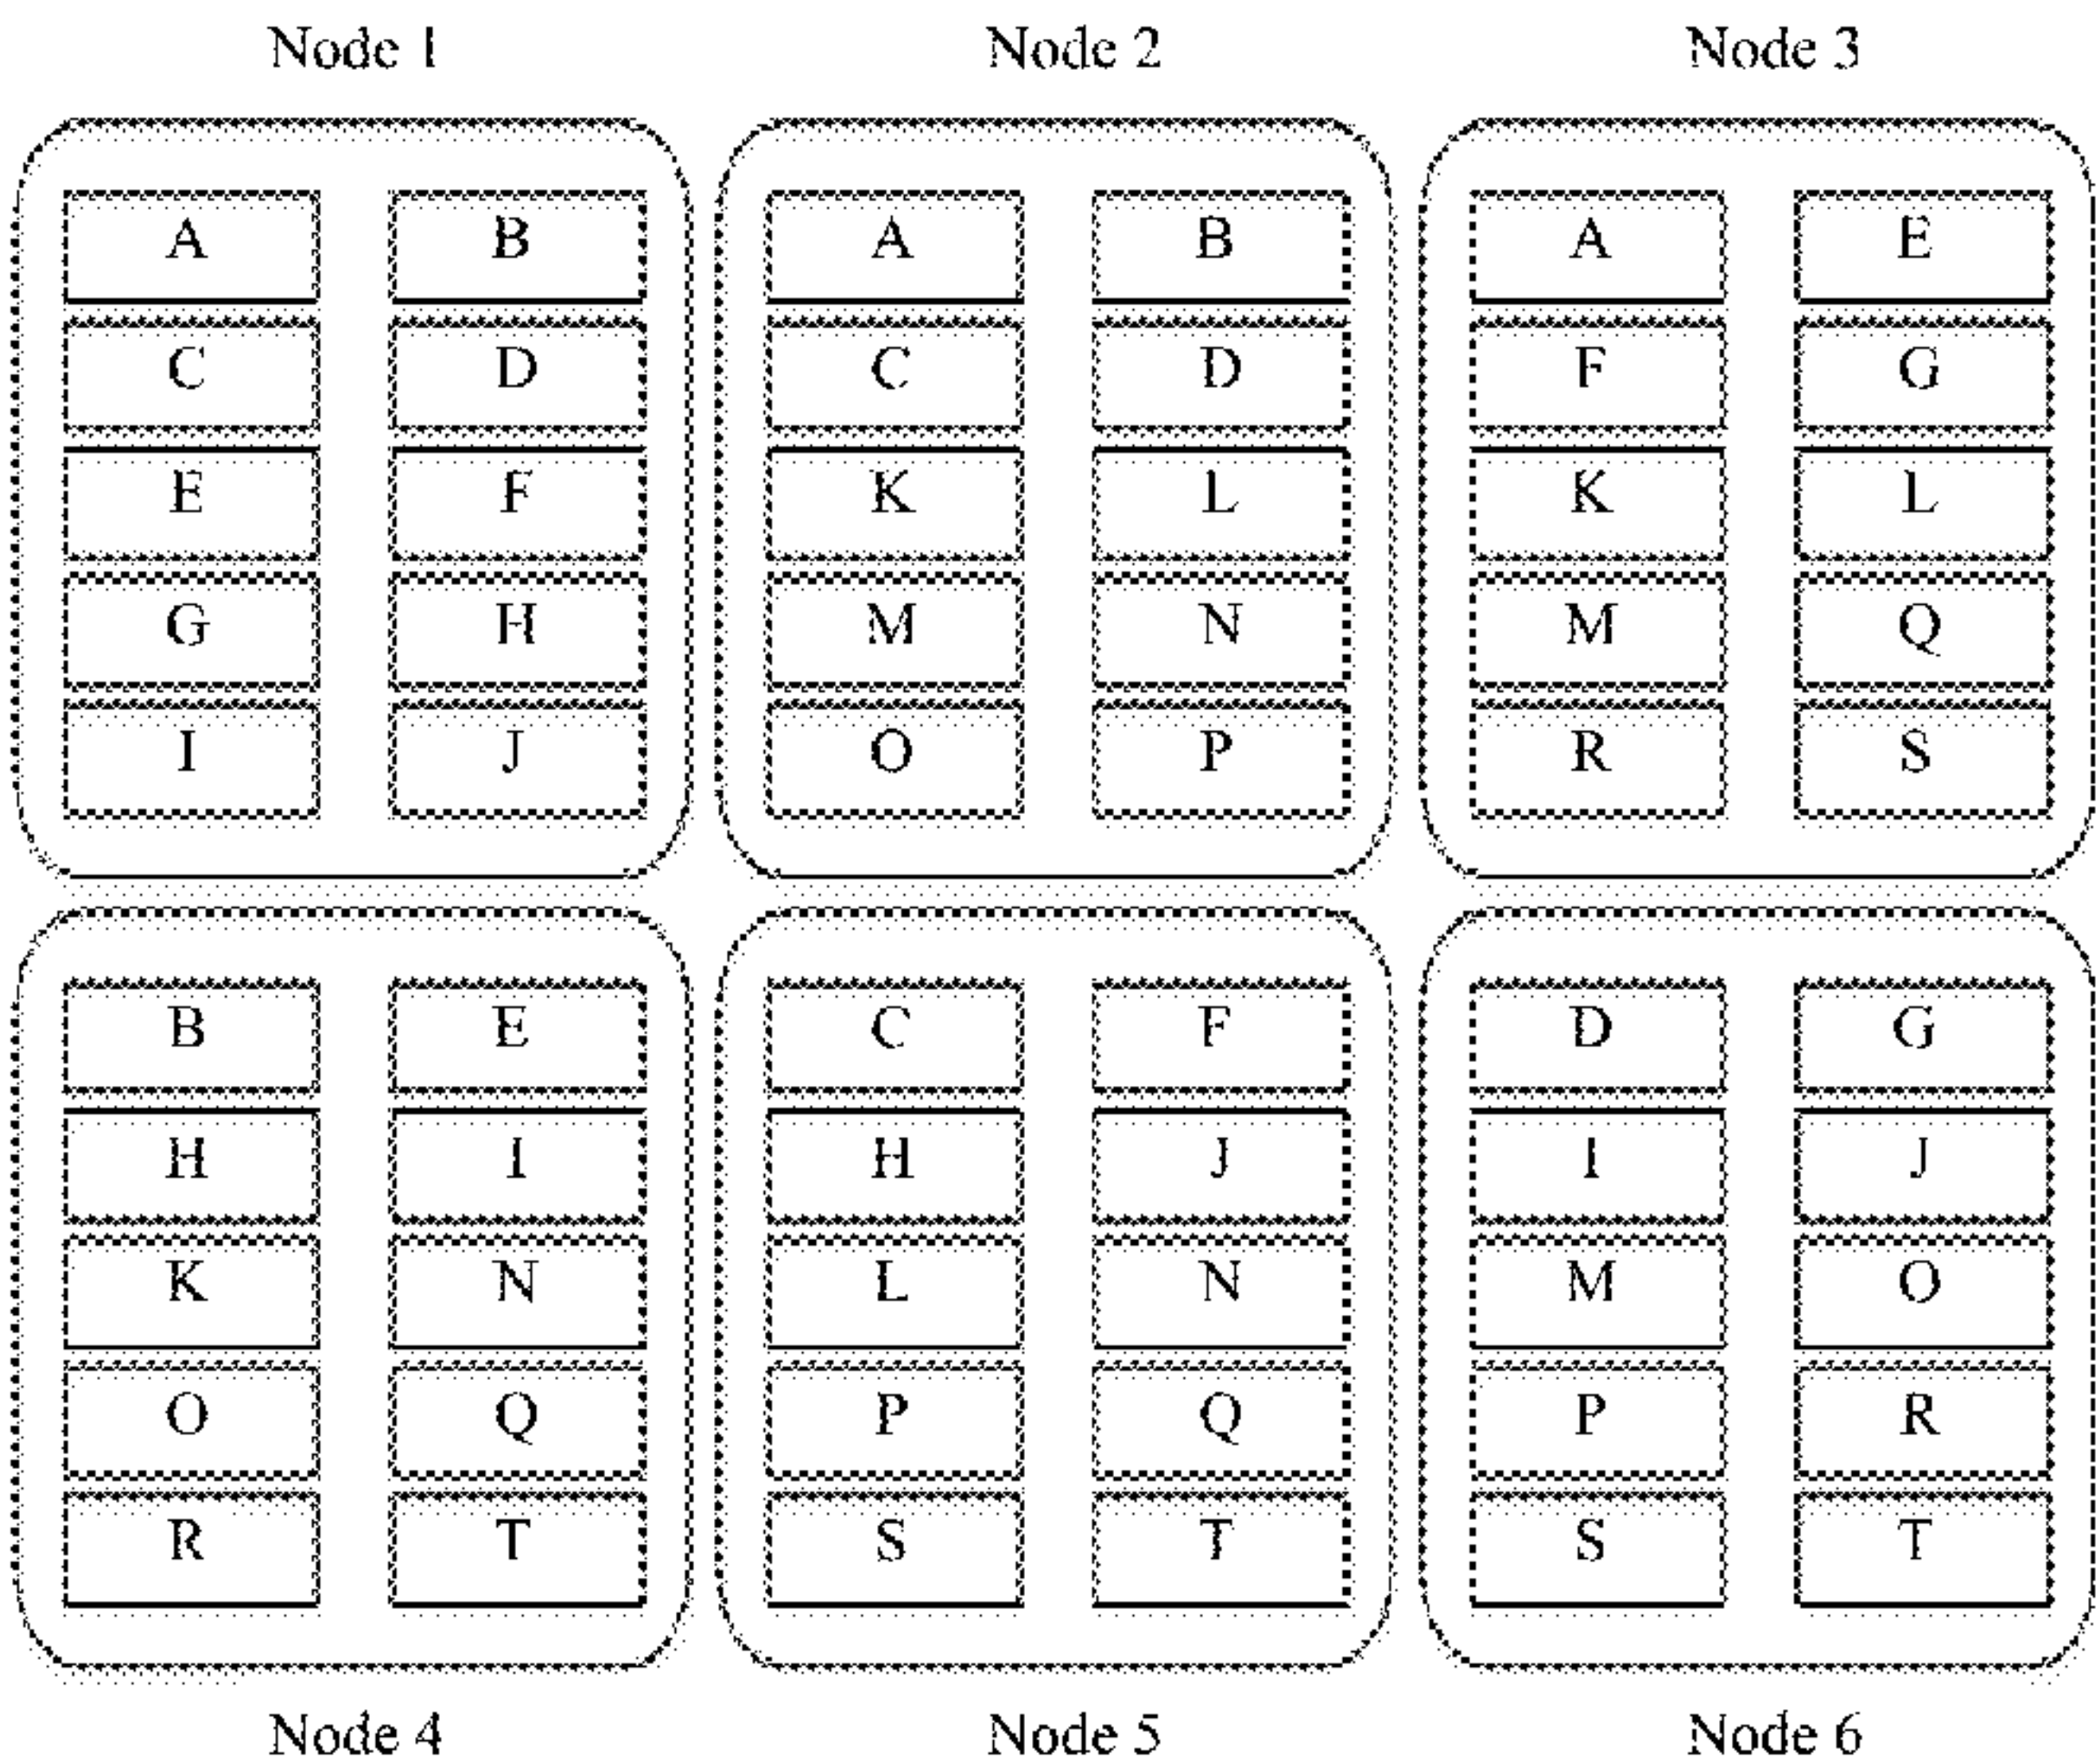 Node 1 Node 2 Node 3
A B A B A E
C D C D F G
E F K L K L
G H M N M Q
I J O P R S
B E C F D G
H I H J I J
K N L N M O
O Q P Q P R
R T S T S T
Node 4 Node 5 Node 6